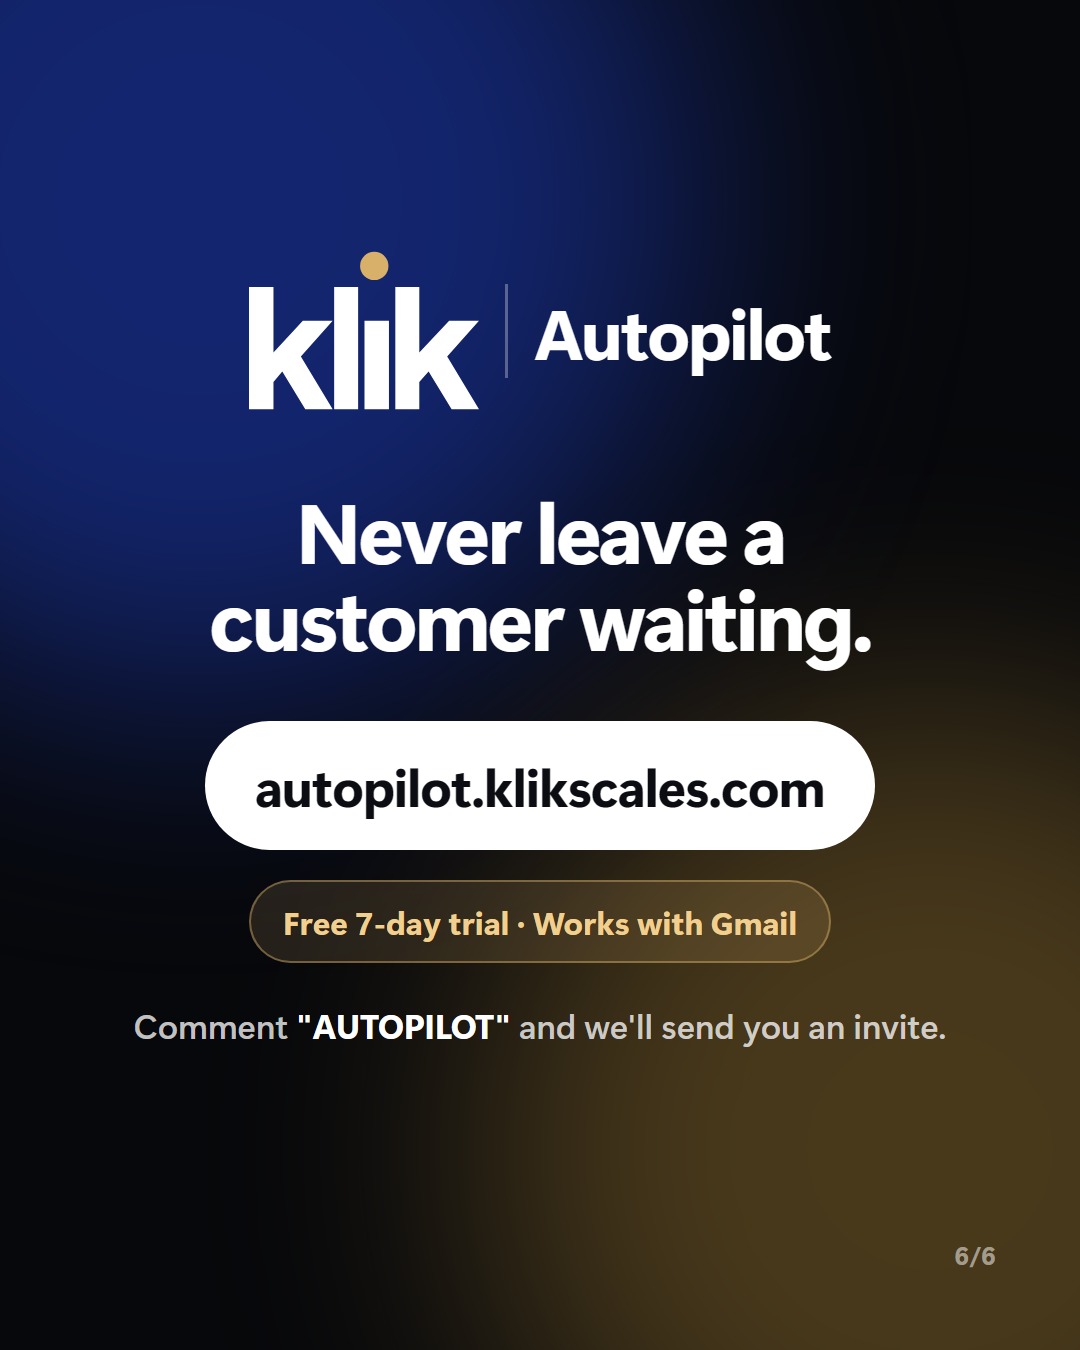 klik | Autopilot
Never leave a
customer waiting.
autopilot.klikscales.com
Free 7-day trial · Works with Gmail
Comment "AUTOPILOT" and we'll send you an invite.
6/6